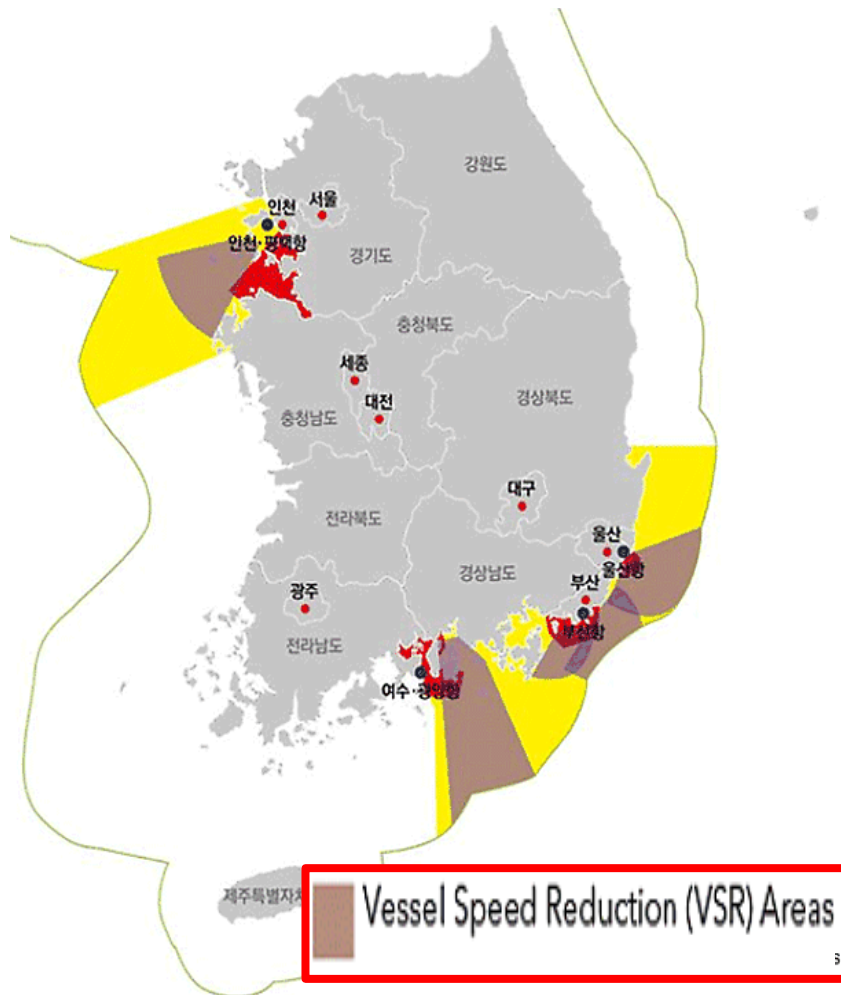 강원도
인천
서울
인천·평택항
경기도
충청북도
세종
대전
충청남도
경상북도
대구
전라북도
울산
울산항
경상남도
부산
부산항
광주
전라남도
여수·광양항
제주특별자치
Vessel Speed Reduction (VSR) Areas
s